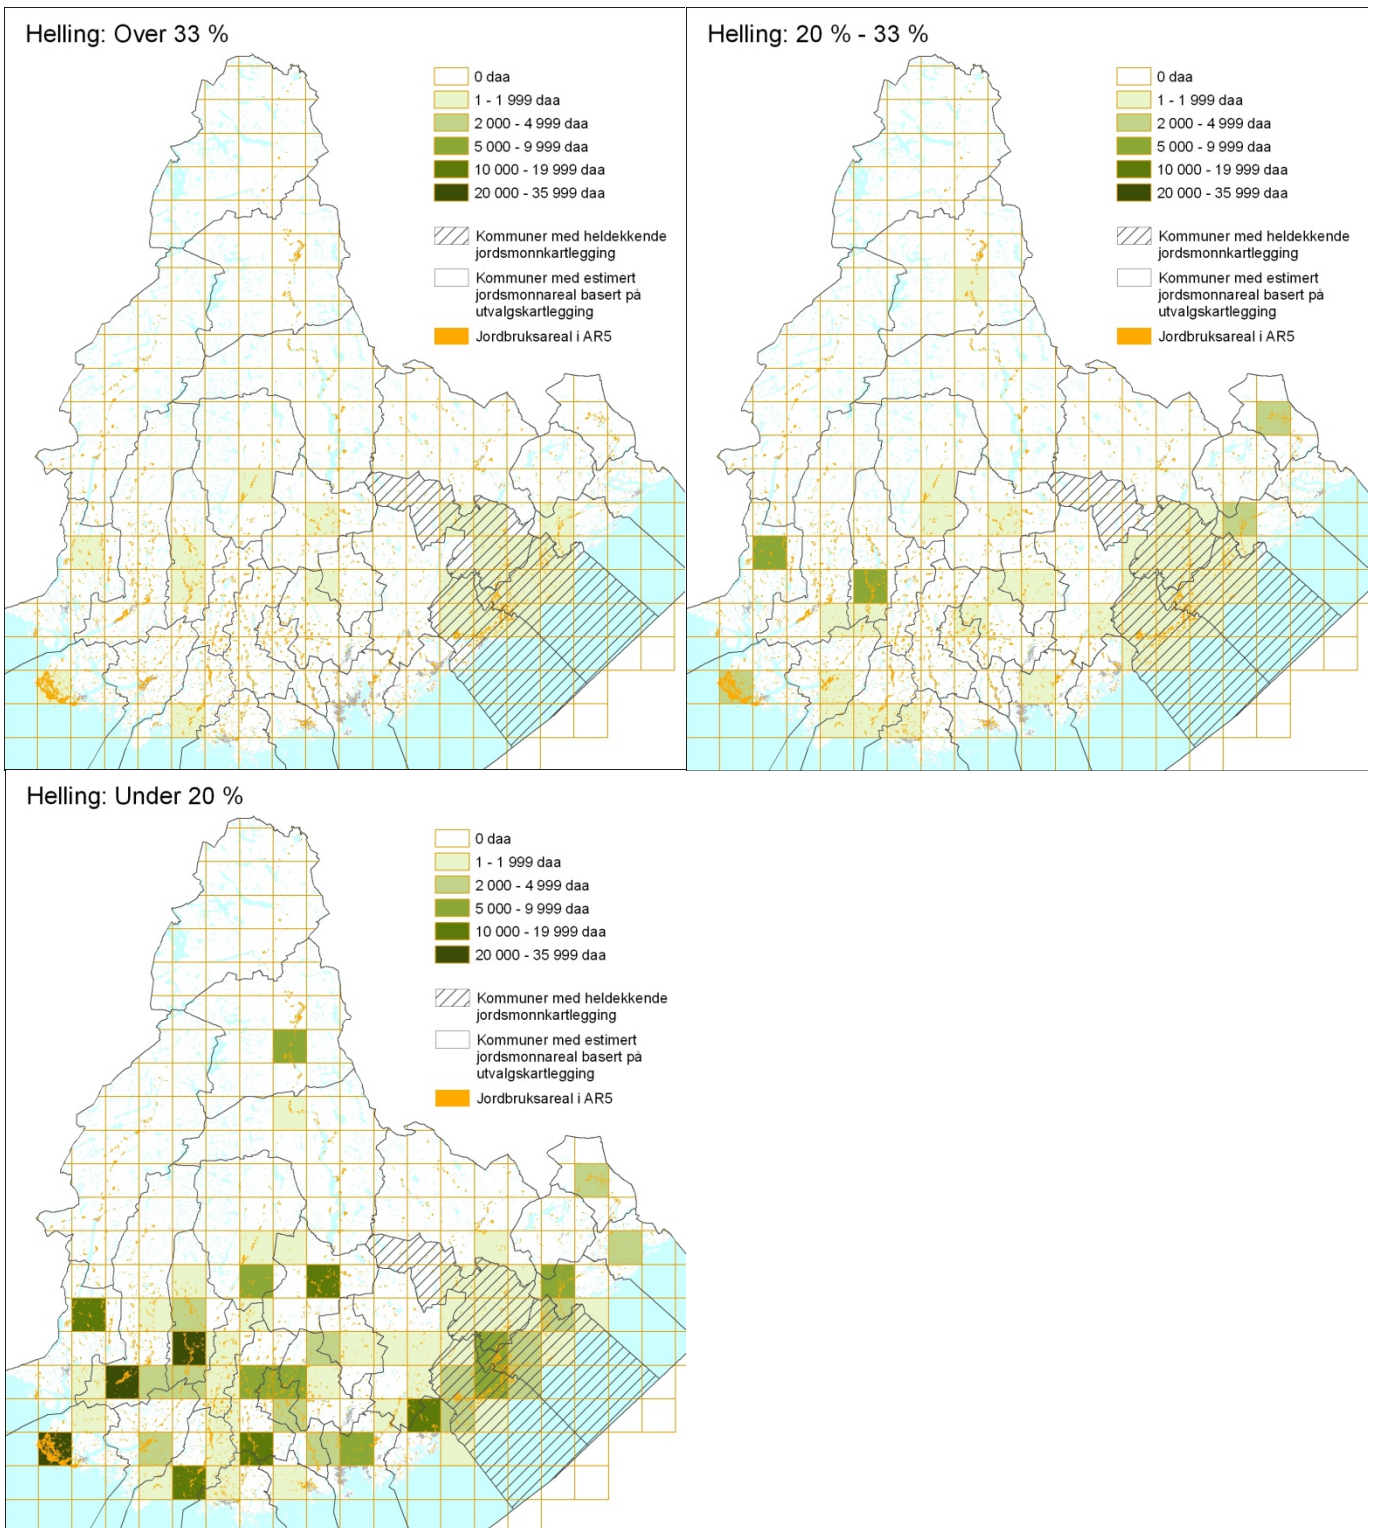 Helling: Over 33 %
0 daa
1 - 1 999 daa
2 000 - 4 999 daa
5 000 - 9 999 daa
10 000 - 19 999 daa
20 000 - 35 999 daa
Kommuner med heldekkende
jordsmonnkartlegging
Kommuner med estimert
jordsmonnareal basert på
utvalgskartlegging
Jordbruksareal i AR5
Helling: 20 % - 33 %
0 daa
1 - 1 999 daa
2 000 - 4 999 daa
5 000 - 9 999 daa
10 000 - 19 999 daa
20 000 - 35 999 daa
Kommuner med heldekkende
jordsmonnkartlegging
Kommuner med estimert
jordsmonnareal basert på
utvalgskartlegging
Jordbruksareal i AR5
Helling: Under 20 %
0 daa
1 - 1 999 daa
2 000 - 4 999 daa
5 000 - 9 999 daa
10 000 - 19 999 daa
20 000 - 35 999 daa
Kommuner med heldekkende
jordsmonnkartlegging
Kommuner med estimert
jordsmonnareal basert på
utvalgskartlegging
Jordbruksareal i AR5